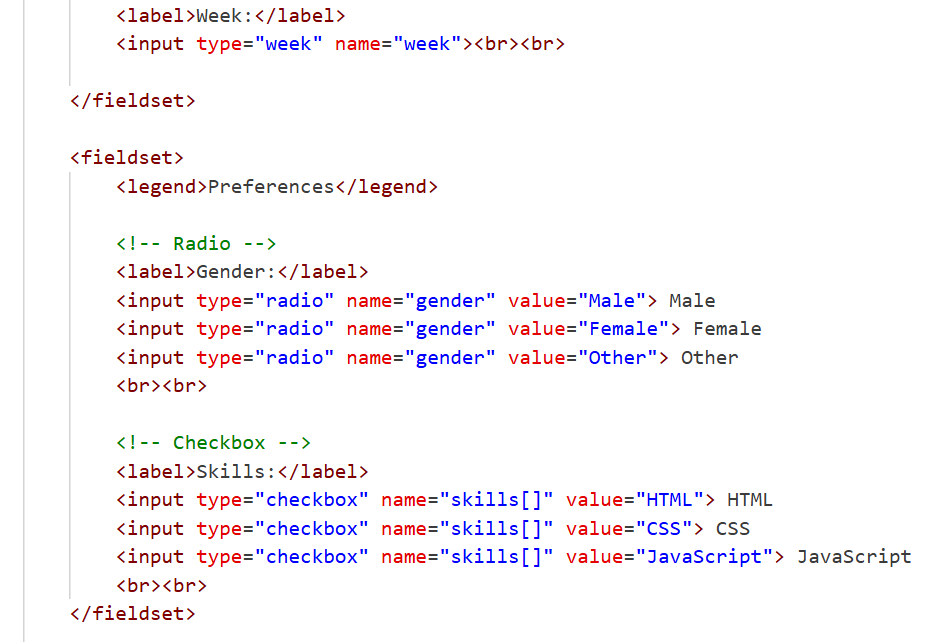 <label>Week:</label>
<input type="week" name="week"><br><br>
</fieldset>
<fieldset>
<legend>Preferences</legend>
<!-- Radio -->
<label>Gender:</label>
<input type="radio" name="gender" value="Male"> Male
<input type="radio" name="gender" value="Female"> Female
<input type="radio" name="gender" value="Other"> Other
<br><br>
<!-- Checkbox -->
<label>Skills:</label>
<input type="checkbox" name="skills[]" value="HTML"> HTML
<input type="checkbox" name="skills[]" value="CSS"> CSS
<input type="checkbox" name="skills[]" value="JavaScript"> JavaScript
<br><br>
</fieldset>